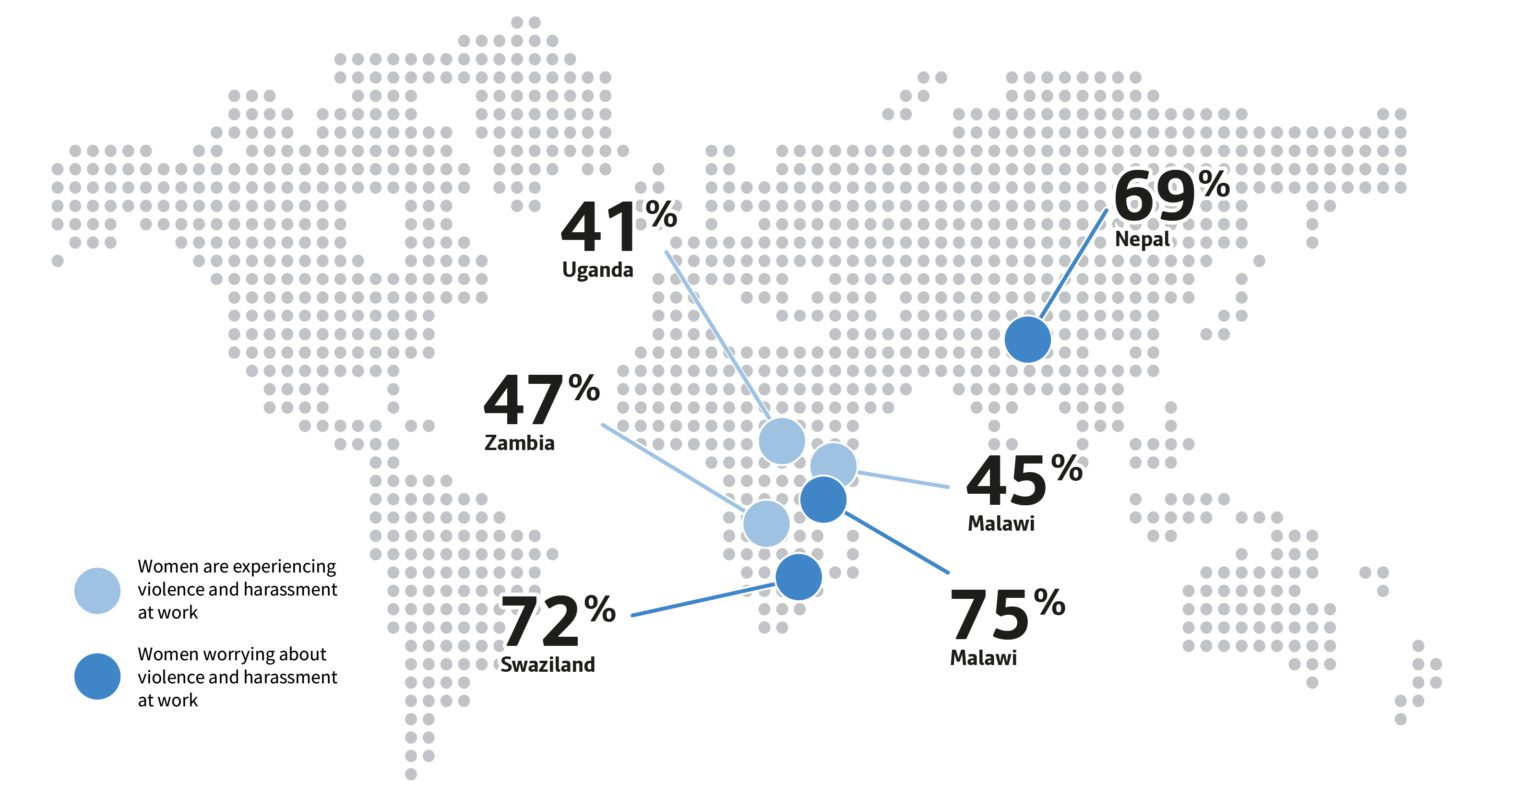 69%
Nepal
41%
Uganda
47%
Zambia
45%
Malawi
Women are experiencing
violence and harassment
at work
72%
Swaziland
75%
Malawi
Women worrying about
violence and harassment
at work